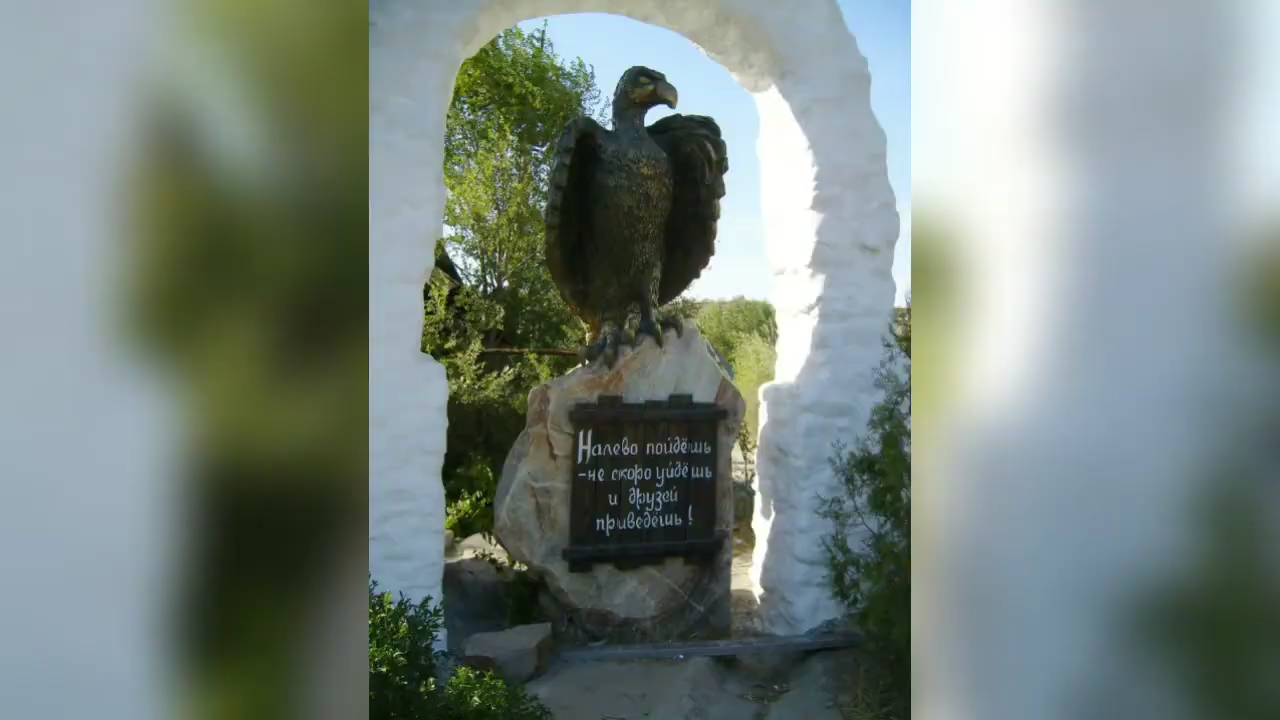 Налево пойдёшь
-не скоро уйдёшь
и друзей
приведёшь!